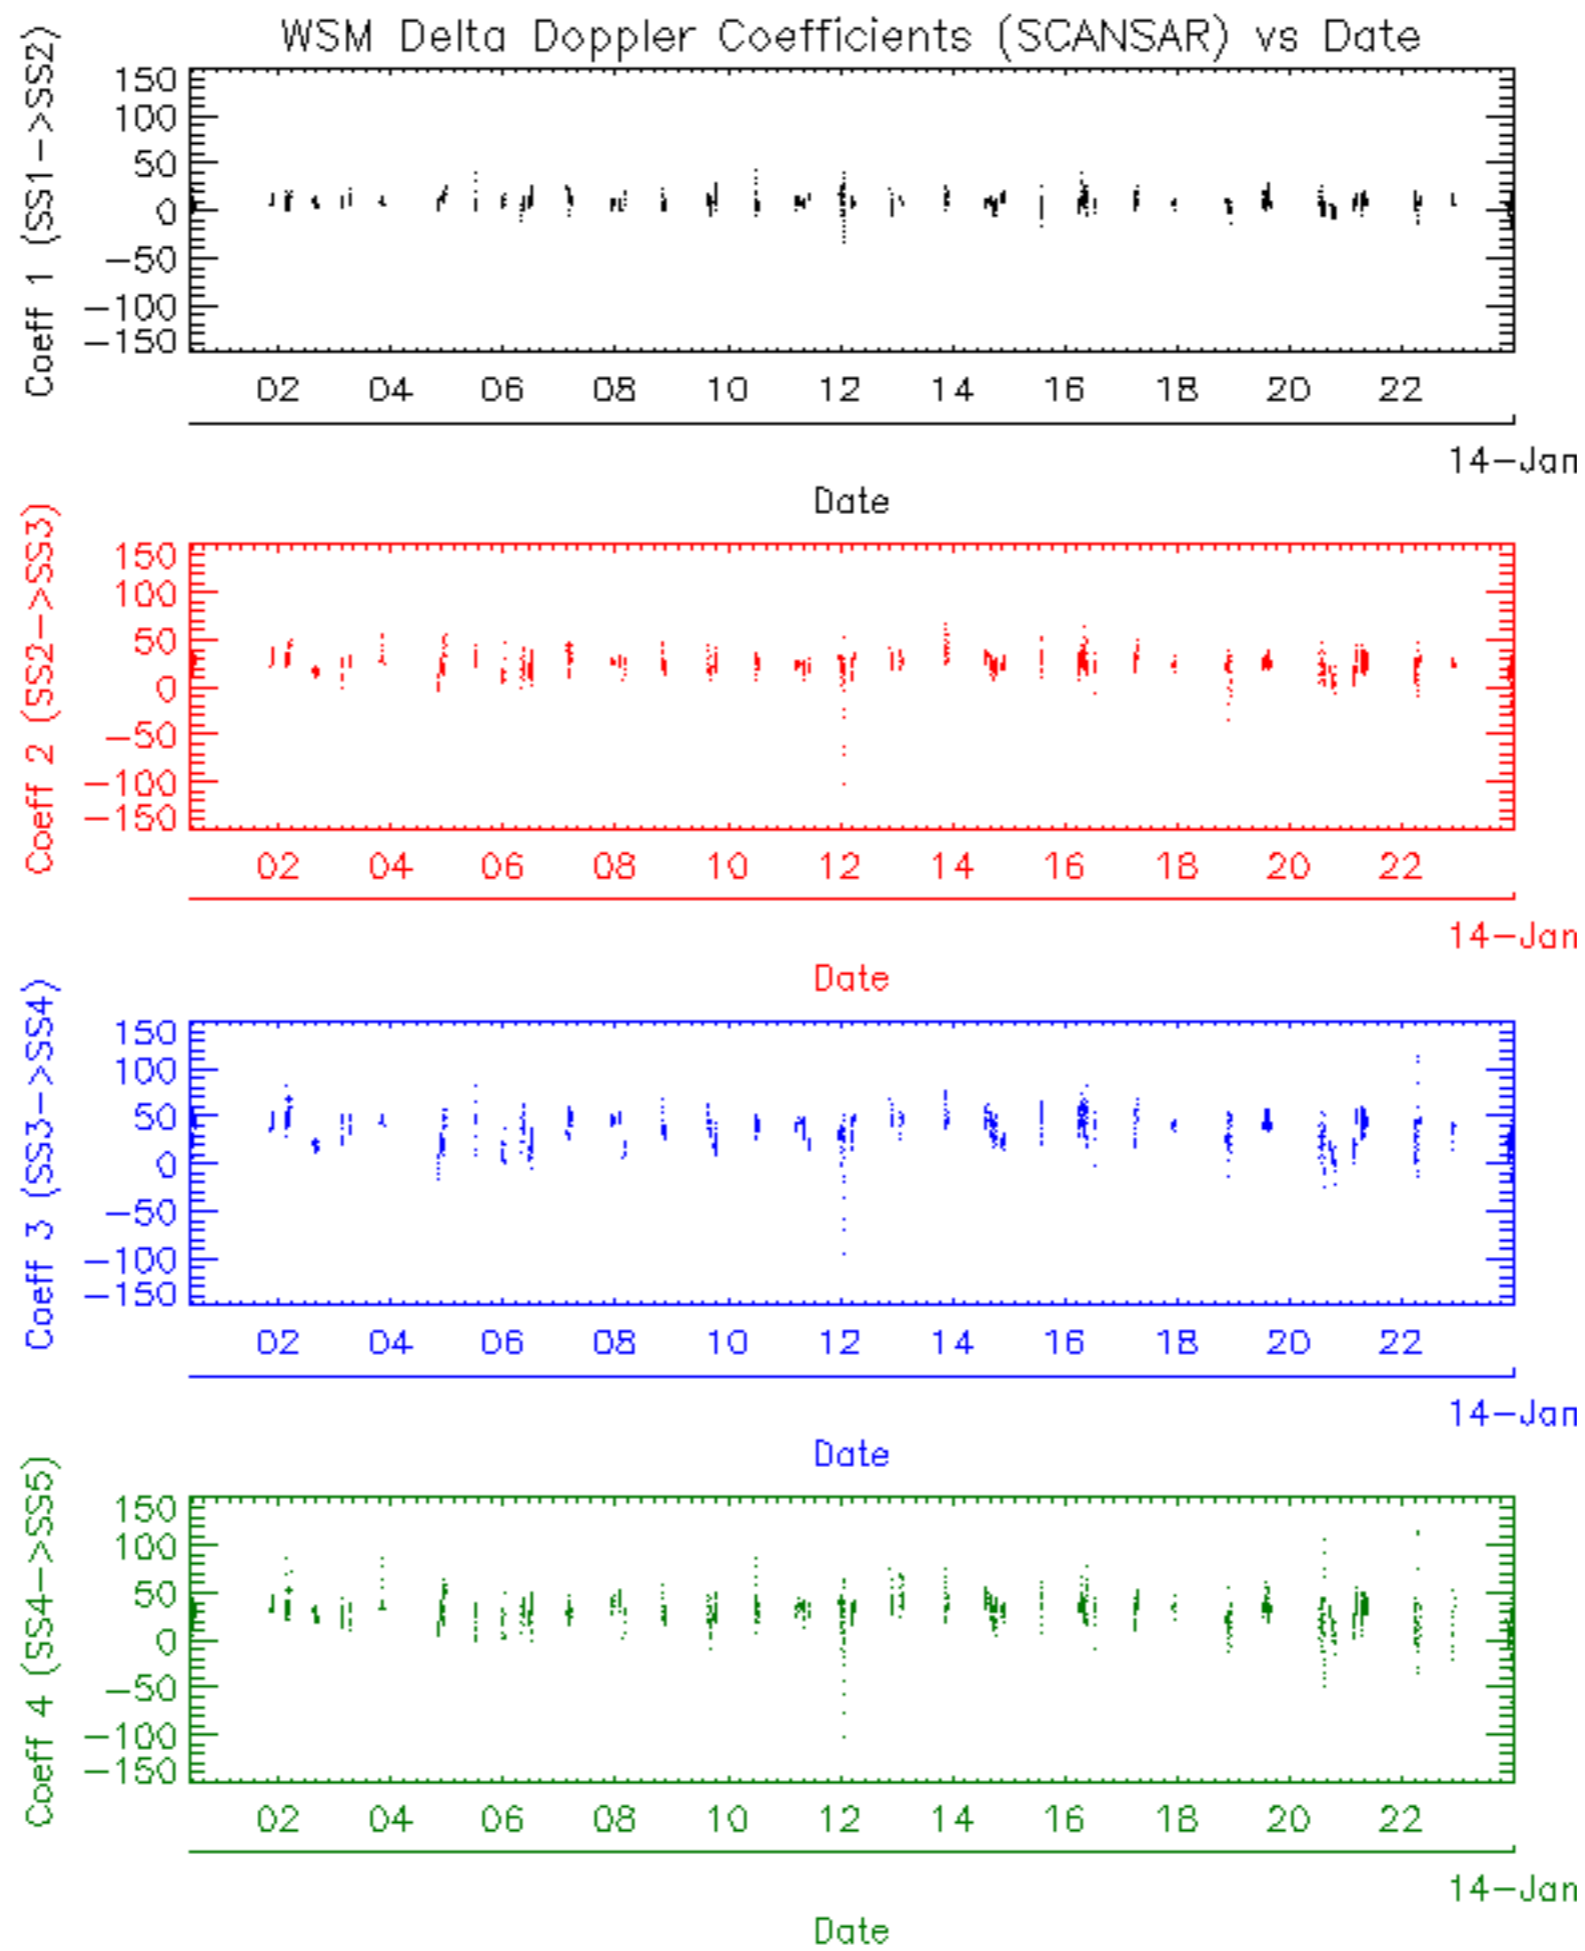 WSM Delta Doppler Coefficients (SCANSAR) vs Date
Coeff 1 (SS1->SS2)
150
100
50
0
-50
-100
-150
02 04 06 08 10 12 14 16 18 20 22
14-Jan
Date
Coeff 2 (SS2->SS3)
150
100
50
0
-50
-100
-150
02 04 06 08 10 12 14 16 18 20 22
14-Jan
Date
Coeff 3 (SS3->SS4)
150
100
50
0
-50
-100
-150
02 04 06 08 10 12 14 16 18 20 22
14-Jan
Date
Coeff 4 (SS4->SS5)
150
100
50
0
-50
-100
-150
02 04 06 08 10 12 14 16 18 20 22
14-Jan
Date